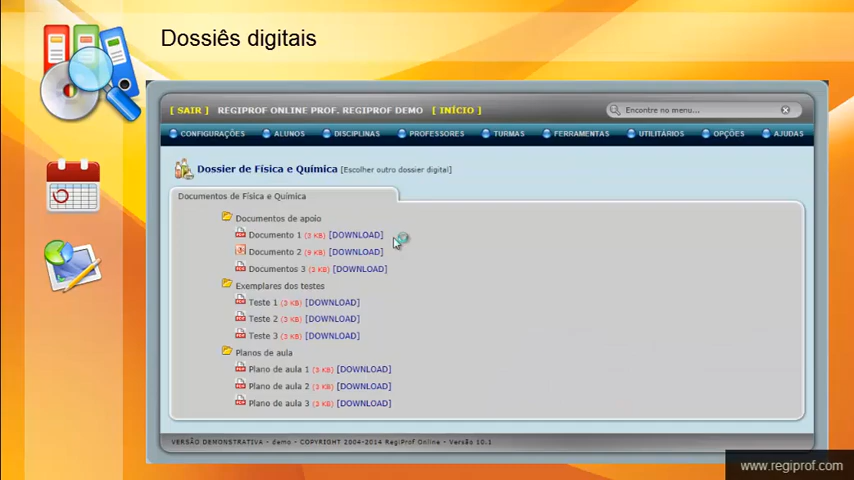 Dossiês digitais
[ SAIR ] REGIPROF ONLINE PROF. REGIPROF DEMO [ INÍCIO ]
Encontre no menu...
CONFIGURAÇÕES ALUNOS DISCIPLINAS PROFESSORES TURMAS FERRAMENTAS UTILITÁRIOS OPÇÕES AJUDAS
Dossier de Física e Química [Escolher outro dossier digital]
Documentos de Física e Química
Documentos de apoio
Documento 1 (3 KB) [DOWNLOAD]
Documento 2 (9 KB) [DOWNLOAD]
Documentos 3 (3 KB) [DOWNLOAD]
Exemplares dos testes
Teste 1 (3 KB) [DOWNLOAD]
Teste 2 (3 KB) [DOWNLOAD]
Teste 3 (3 KB) [DOWNLOAD]
Planos de aula
Plano de aula 1 (3 KB) [DOWNLOAD]
Plano de aula 2 (3 KB) [DOWNLOAD]
Plano de aula 3 (3 KB) [DOWNLOAD]
VERSÃO DEMONSTRATIVA - demo - COPYRIGHT 2004-2014 RegiProf Online - Versão 10.1
www.regiprof.com